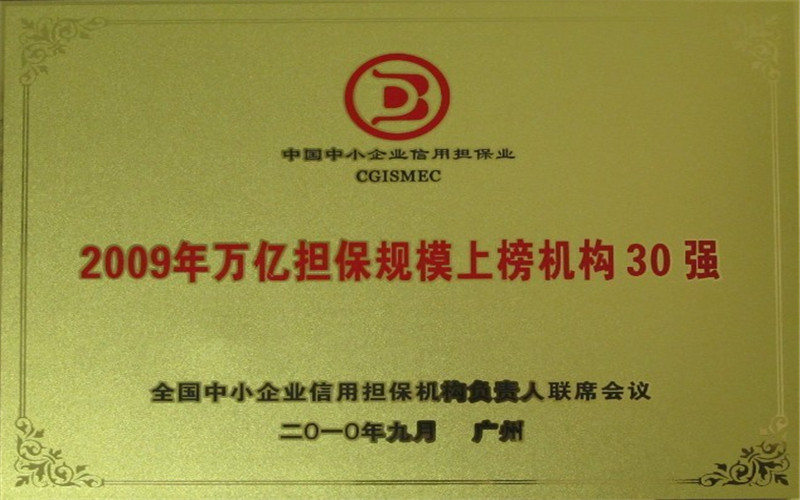 中国中小企业信用担保业
CGISMEC
2009年万亿担保规模上榜机构30强
全国中小企业信用担保机构负责人联席会议
二〇一〇年九月 广州